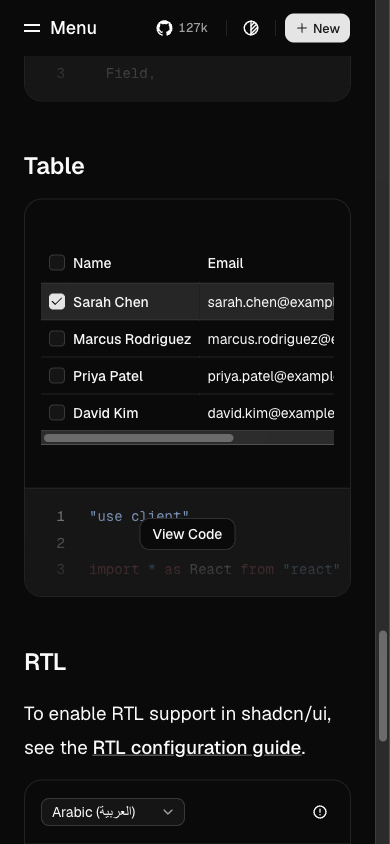 Menu
127k
+ New
3 Field,
Table
Name Email
Sarah Chen sarah.chen@exampl
Marcus Rodriguez marcus.rodriguez@e
Priya Patel priya.patel@example
David Kim david.kim@example
1 "use client"
2
View Code
3 import * as React from "react"
RTL
To enable RTL support in shadcn/ui,
see the RTL configuration guide.
Arabic (العربية)